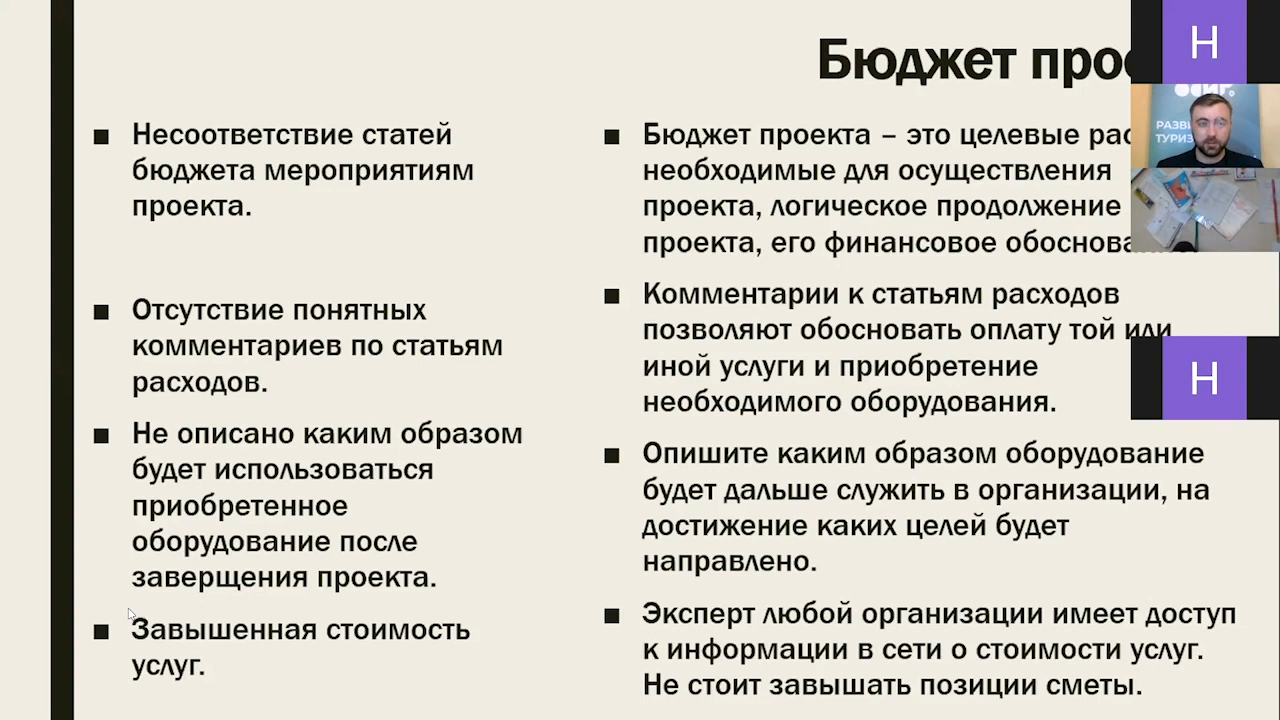 Бюджет
Несоответствие статей
бюджета мероприятиям
проекта.
Отсутствие понятных
комментариев по статьям
расходов.
Не описано каким образом
будет использоваться
приобретенное
оборудование после
заверщения проекта.
Завышенная стоимость
услуг.
Бюджет проекта – это целевые
необходимые для осуществления
проекта, логическое продолжение
проекта, его финансовое
Комментарии к статьям расходов
позволяют обосновать оплату той или
иной услуги и приобретение
необходимого оборудования.
Опишите каким образом оборудование
будет дальше служить в организации, на
достижение каких целей будет
направлено.
Эксперт любой организации имеет доступ
к информации в сети о стоимости услуг.
Не стоит завышать позиции сметы.
Н
Н